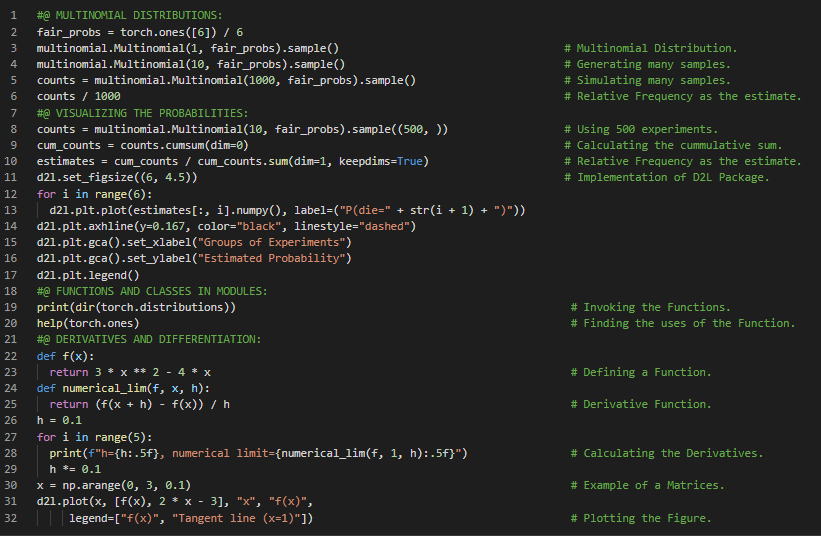 1 #@ MULTINOMIAL DISTRIBUTIONS:
2 fair_probs = torch.ones([6]) / 6
3 multinomial.Multinomial(1, fair_probs).sample() # Multinomial Distribution.
4 multinomial.Multinomial(10, fair_probs).sample() # Generating many samples.
5 counts = multinomial.Multinomial(1000, fair_probs).sample() # Simulating many samples.
6 counts / 1000 # Relative Frequency as the estimate.
7 #@ VISUALIZING THE PROBABILITIES:
8 counts = multinomial.Multinomial(10, fair_probs).sample((500, )) # Using 500 experiments.
9 cum_counts = counts.cumsum(dim=0) # Calculating the cummulative sum.
10 estimates = cum_counts / cum_counts.sum(dim=1, keepdims=True) # Relative Frequency as the estimate.
11 d2l.set_figsize((6, 4.5)) # Implementation of D2L Package.
12 for i in range(6):
13 d2l.plt.plot(estimates[:, i].numpy(), label=("P(die=" + str(i + 1) + ")"))
14 d2l.plt.axhline(y=0.167, color="black", linestyle="dashed")
15 d2l.plt.gca().set_xlabel("Groups of Experiments")
16 d2l.plt.gca().set_ylabel("Estimated Probability")
17 d2l.plt.legend()
18 #@ FUNCTIONS AND CLASSES IN MODULES:
19 print(dir(torch.distributions)) # Invoking the Functions.
20 help(torch.ones) # Finding the uses of the Function.
21 #@ DERIVATIVES AND DIFFERENTIATION:
22 def f(x):
23 return 3 * x ** 2 - 4 * x # Defining a Function.
24 def numerical_lim(f, x, h):
25 return (f(x + h) - f(x)) / h # Derivative Function.
26 h = 0.1
27 for i in range(5):
28 print(f"h={h:.5f}, numerical limit={numerical_lim(f, 1, h):.5f}") # Calculating the Derivatives.
29 h *= 0.1
30 x = np.arange(0, 3, 0.1) # Example of a Matrices.
31 d2l.plot(x, [f(x), 2 * x - 3], "x", "f(x)",
32 legend=["f(x)", "Tangent line (x=1)"]) # Plotting the Figure.